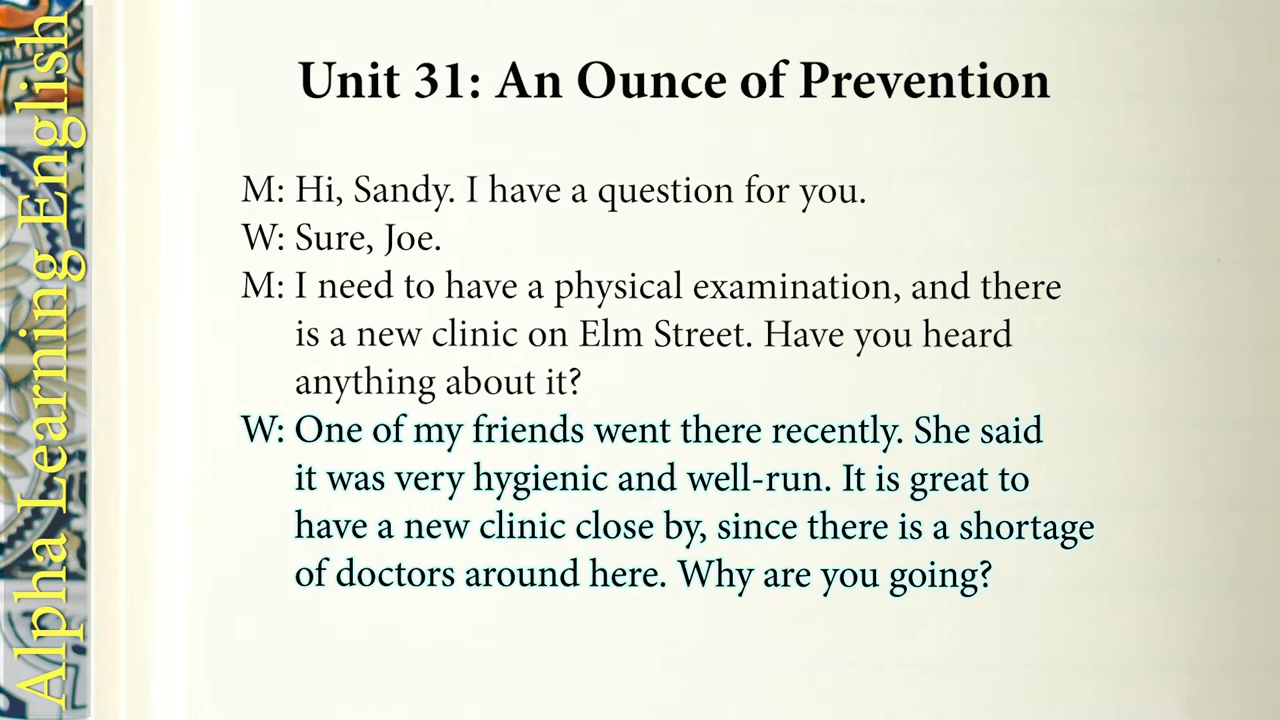 Alpha Learning English
Unit 31: An Ounce of Prevention
M: Hi, Sandy. I have a question for you.
W: Sure, Joe.
M: I need to have a physical examination, and there
is a new clinic on Elm Street. Have you heard
anything about it?
W: One of my friends went there recently. She said
it was very hygienic and well-run. It is great to
have a new clinic close by, since there is a shortage
of doctors around here. Why are you going?